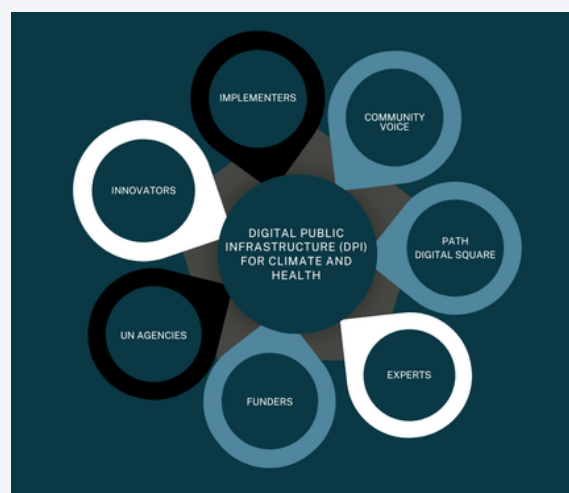 IMPLEMENTERS
COMMUNITY
VOICE
INNOVATORS
DIGITAL PUBLIC
INFRASTRUCTURE (DPI)
FOR CLIMATE AND
HEALTH
PATH
DIGITAL SQUARE
UN AGENCIES
EXPERTS
FUNDERS